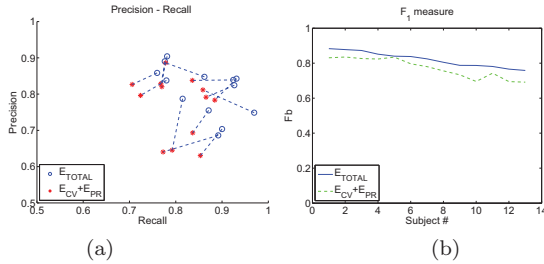 Precision - Recall
1
0.9
0.8
0.7
0.6
0.5
0.5 0.6 0.7 0.8 0.9 1
Precision
Recall
E_TOTAL
E_CV+E_PR
(a)
F_1 measure
1
0.8
0.6
0.4
0.2
0
0 2 4 6 8 10 12 14
Fb
Subject #
E_TOTAL
E_CV+E_PR
(b)